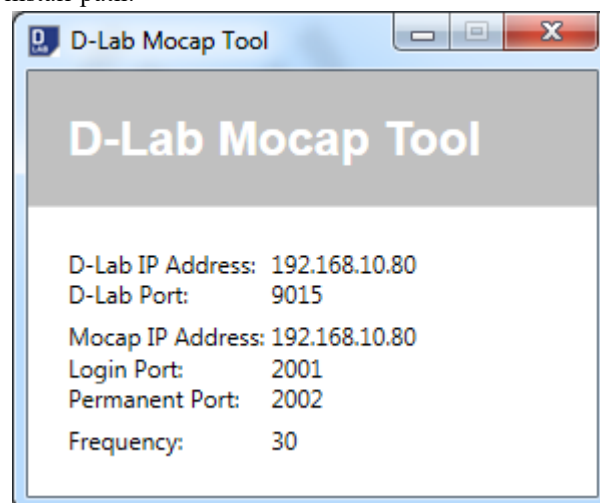 install path.
D LAB
D-Lab Mocap Tool
D-Lab Mocap Tool
D-Lab IP Address: 192.168.10.80
D-Lab Port: 9015
Mocap IP Address: 192.168.10.80
Login Port: 2001
Permanent Port: 2002
Frequency: 30